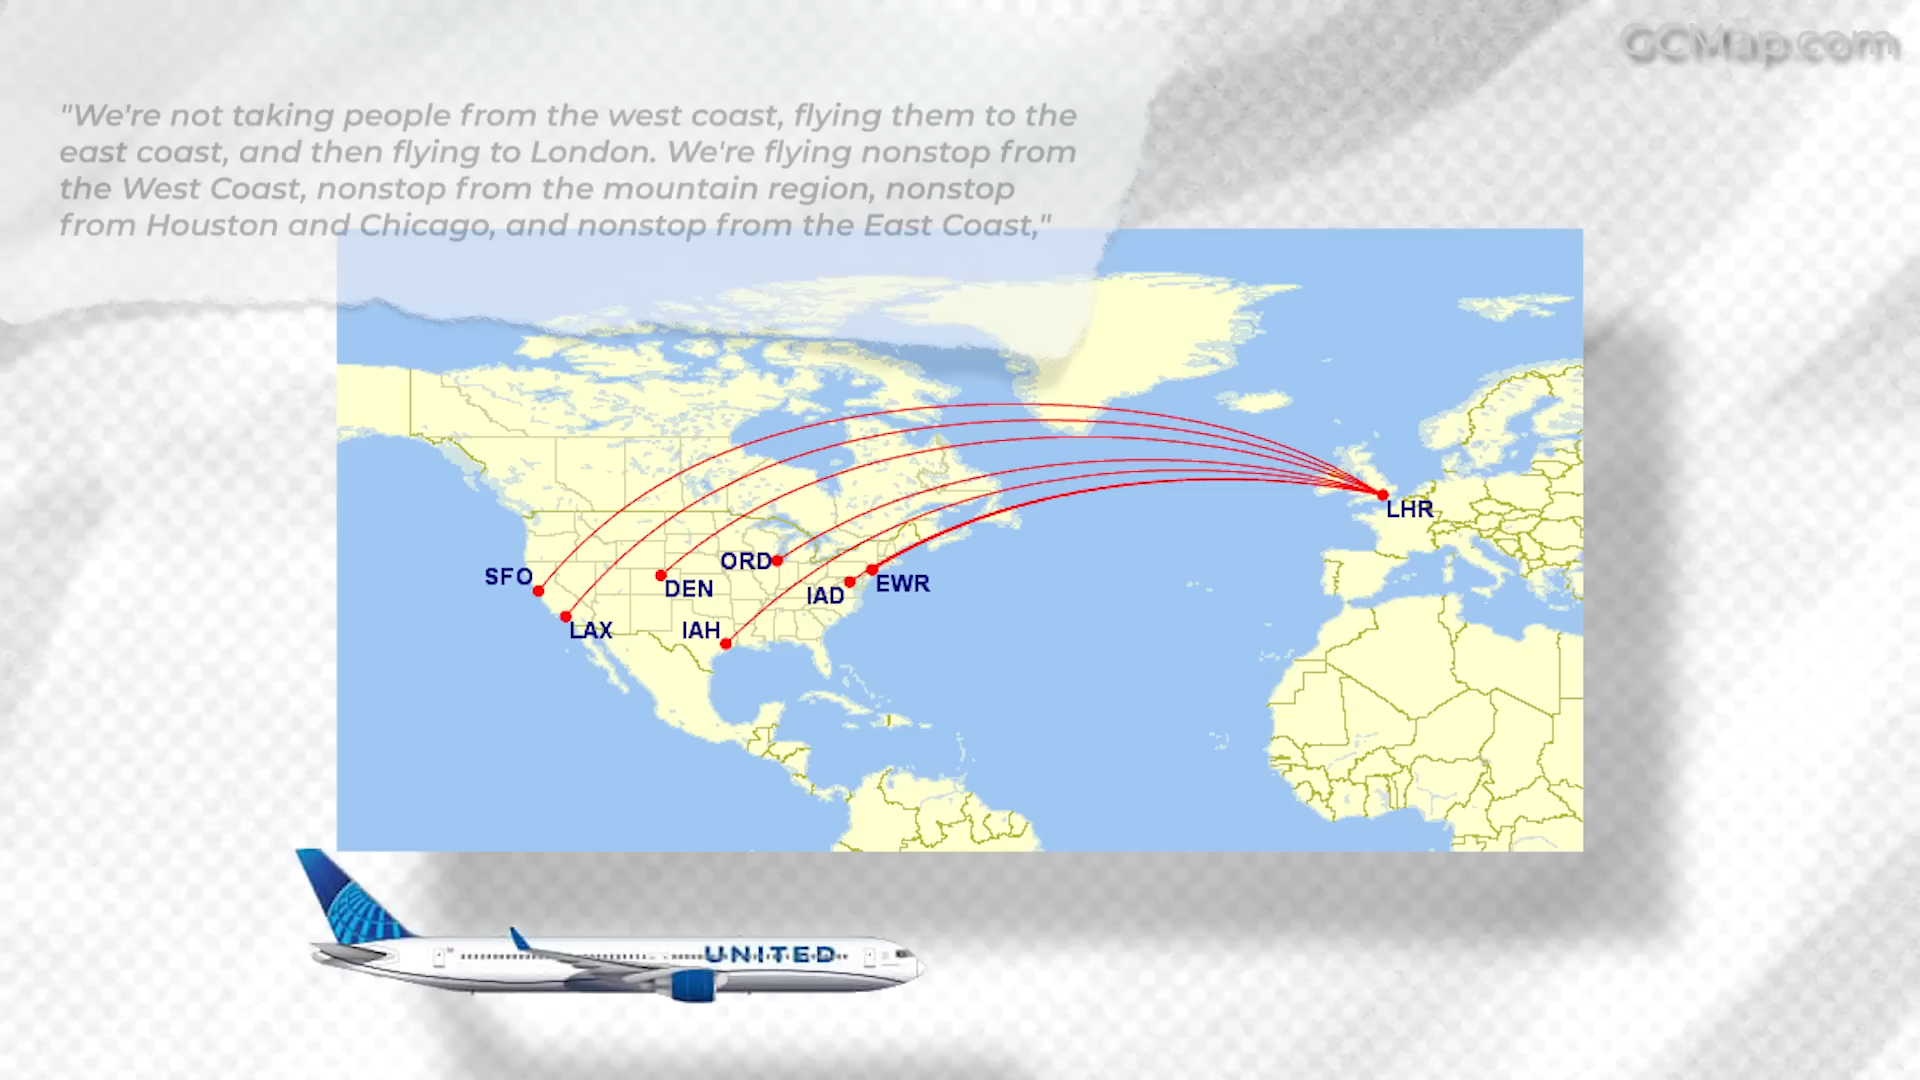 GCMap.com
"We're not taking people from the west coast, flying them to the
east coast, and then flying to London. We're flying nonstop from
the West Coast, nonstop from the mountain region, nonstop
from Houston and Chicago, and nonstop from the East Coast,"
LHR
ORD
SFO
DEN
EWR
IAD
LAX
IAH
UNITED